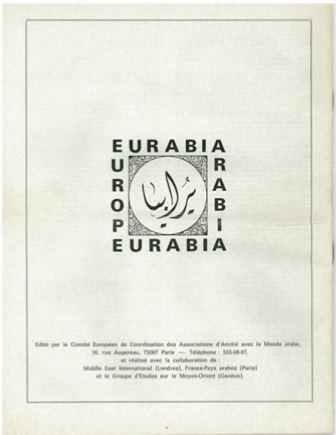 EURABIA
EUROPE
ARABIA
يورابيا
EURABIA
Edité par le Comité Européen de Coordination des Associations d'Amitié avec le Monde arabe,
16, rue Augereau, 75007 Paris — Téléphone : 555-08-07,
et réalisé avec la collaboration de :
Middle East International (Londres), France-Pays arabes (Paris)
et le Groupe d'Etudes sur le Moyen-Orient (Genève).